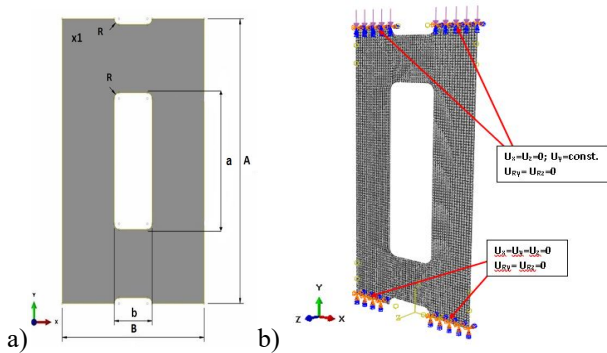 R
x1
R
a
A
b
B
Y
X
a)
Ux=Uz=0; Uy=const.
URy= URz=0
Ux=Uy=Uz=0
URy= URz=0
Y
Z
X
b)